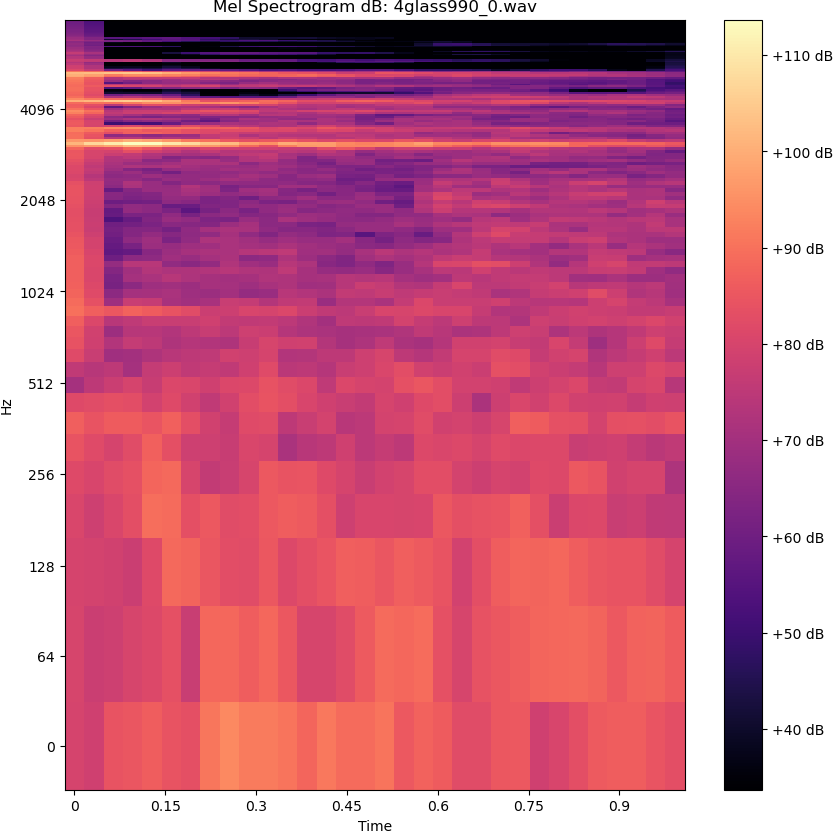 Mel Spectrogram dB: 4glass990_0.wav
+110 dB
+100 dB
+90 dB
+80 dB
+70 dB
+60 dB
+50 dB
+40 dB
Hz
4096
2048
1024
512
256
128
64
0
0 0.15 0.3 0.45 0.6 0.75 0.9
Time